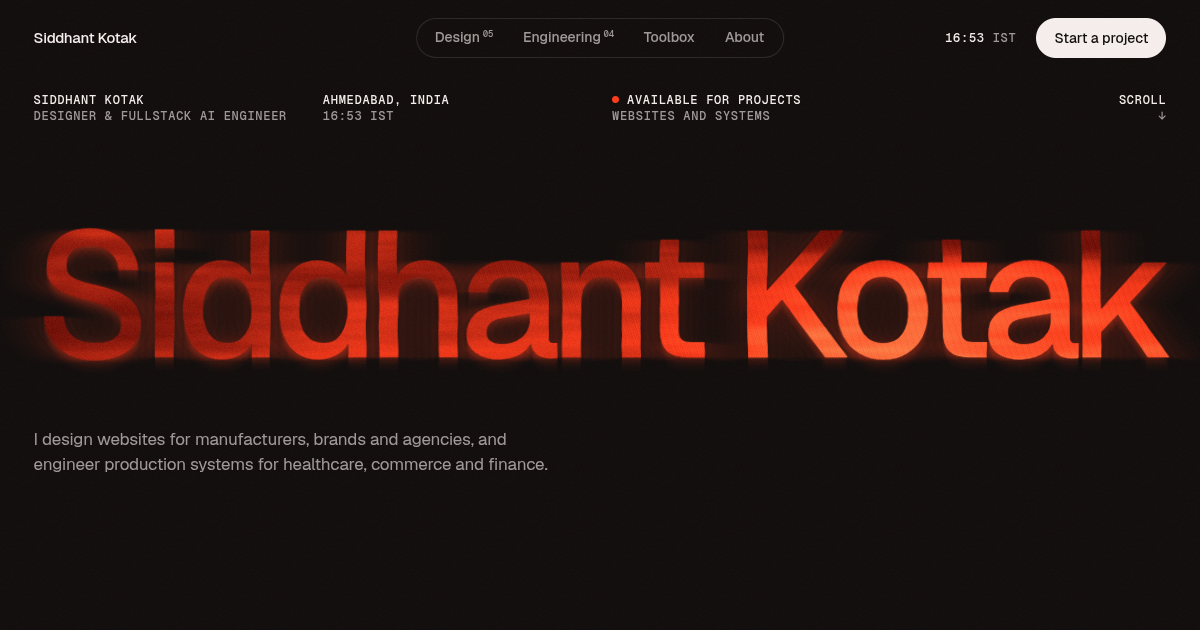 Siddhant Kotak
Design 05
Engineering 04
Toolbox
About
16:53 IST
Start a project
SIDDHANT KOTAK
DESIGNER & FULLSTACK AI ENGINEER
AHMEDABAD, INDIA
16:53 IST
AVAILABLE FOR PROJECTS
WEBSITES AND SYSTEMS
SCROLL
↓
Siddhant Kotak
I design websites for manufacturers, brands and agencies, and
engineer production systems for healthcare, commerce and finance.